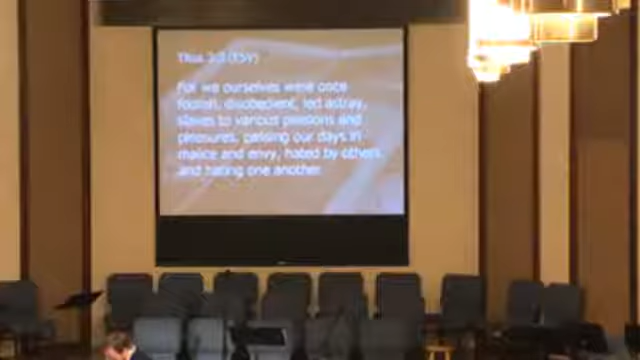 Titus 3:3 (ESV)
For we ourselves were once
foolish, disobedient, led astray,
slaves to various passions and
pleasures, passing our days in
malice and envy, hated by others
and hating one another.